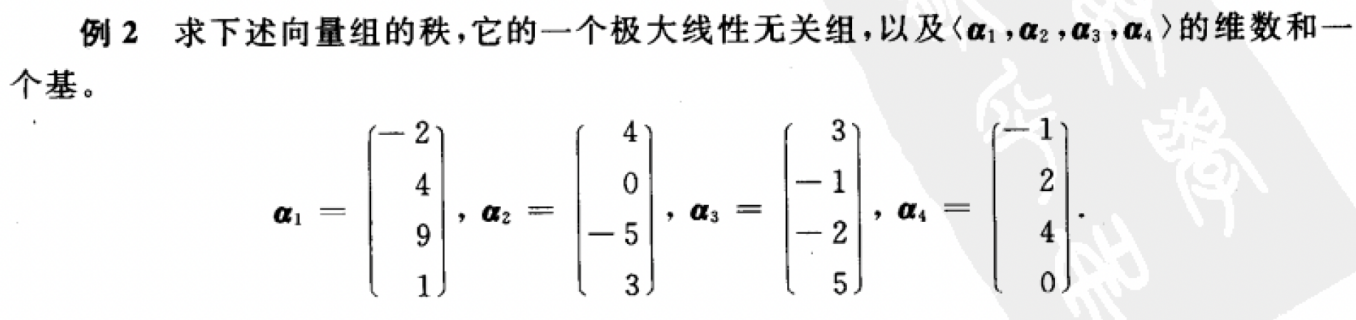 例 2 求下述向量组的秩,它的一个极大线性无关组,以及〈α₁,α₂,α₃,α₄〉的维数和一
个基。
α₁ = (−2, 4, 9, 1), α₂ = (4, 0, −5, 3), α₃ = (3, −1, −2, 5), α₄ = (−1, 2, 4, 0).